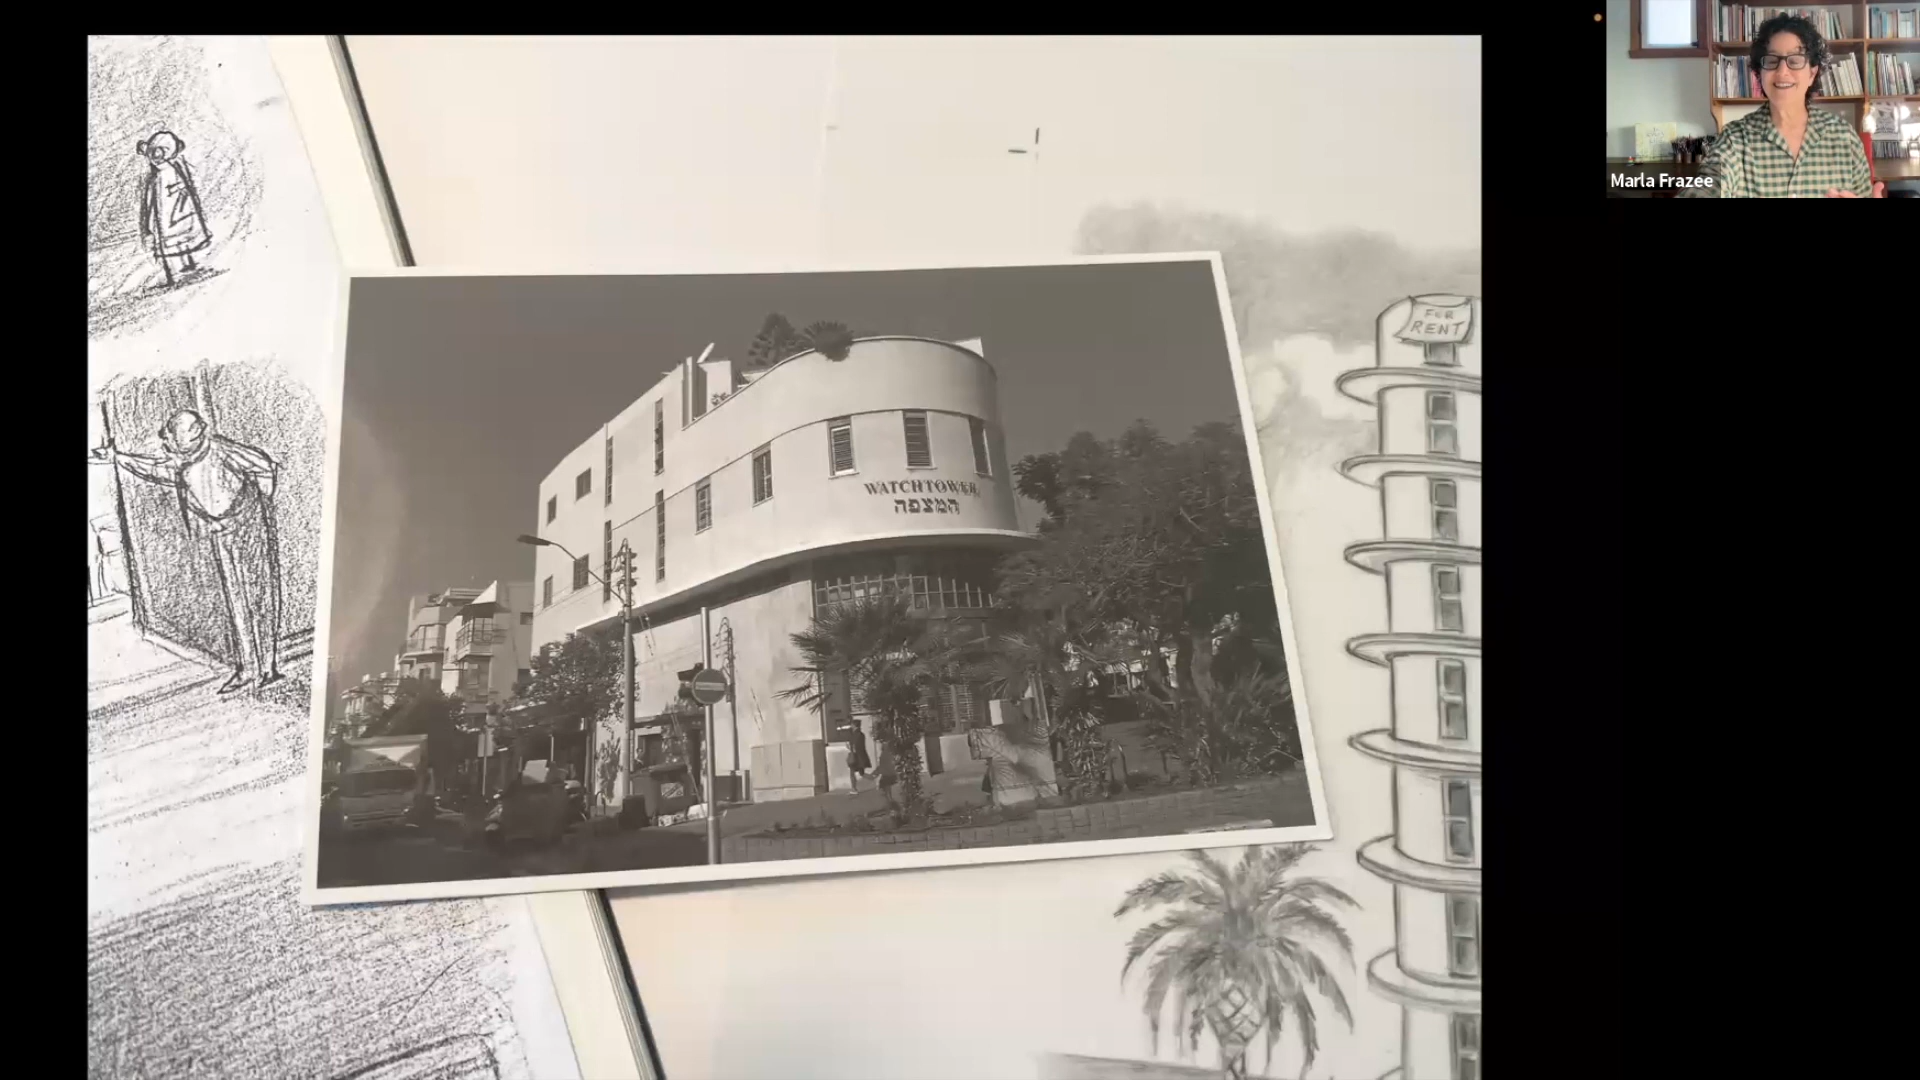 Marla Frazee
FOR
RENT
WATCHTOWER
המצפה